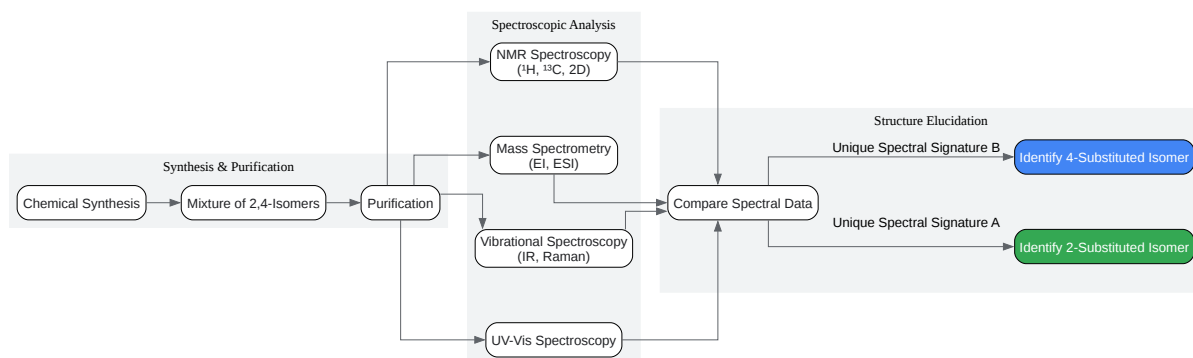 Spectroscopic Analysis
NMR Spectroscopy
(¹H, ¹³C, 2D)
Structure Elucidation
Mass Spectrometry
(EI, ESI)
Unique Spectral Signature B
Identify 4-Substituted Isomer
Synthesis & Purification
Chemical Synthesis
Mixture of 2,4-Isomers
Purification
Compare Spectral Data
Unique Spectral Signature A
Identify 2-Substituted Isomer
Vibrational Spectroscopy
(IR, Raman)
UV-Vis Spectroscopy